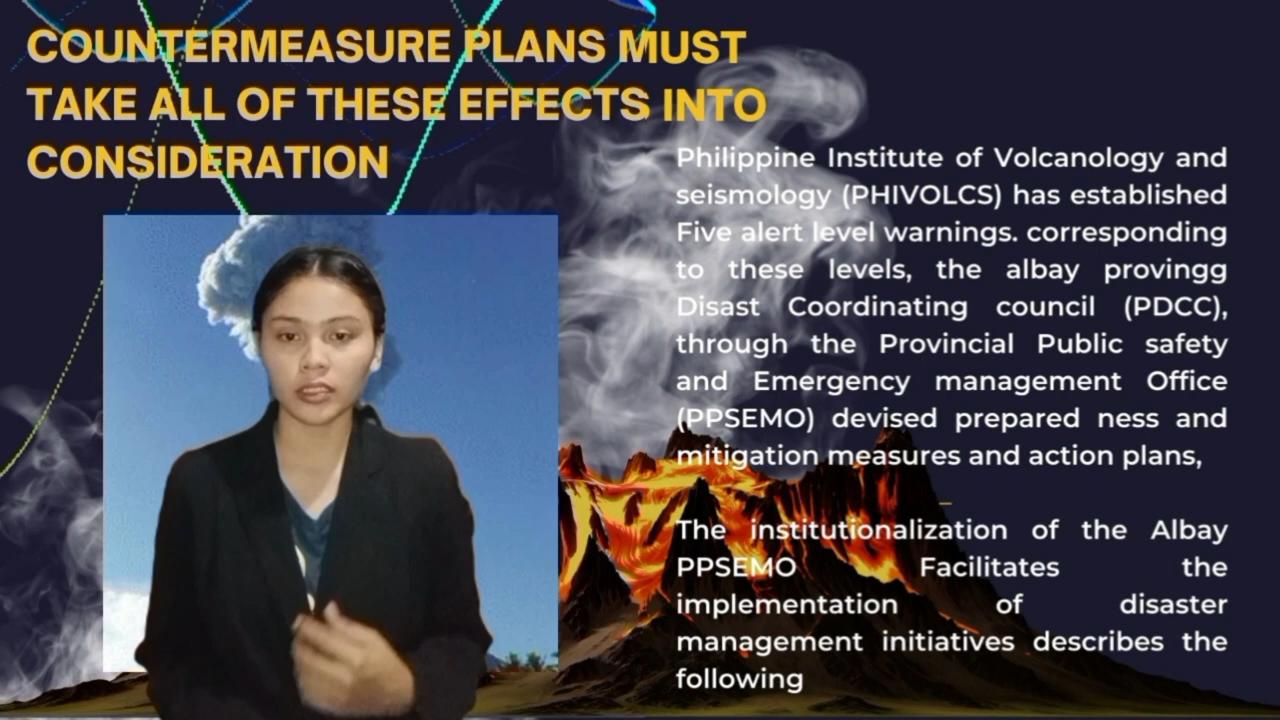 COUNTERMEASURE PLANS MUST
TAKE ALL OF THESE EFFECTS INTO
CONSIDERATION
Philippine Institute of Volcanology and
seismology (PHIVOLCS) has established
Five alert level warnings. corresponding
to these levels, the albay provingg
Disast Coordinating council (PDCC),
through the Provincial Public safety
and Emergency management Office
(PPSEMO) devised prepared ness and
mitigation measures and action plans,
The institutionalization of the Albay
PPSEMO Facilitates the
implementation of disaster
management initiatives describes the
following